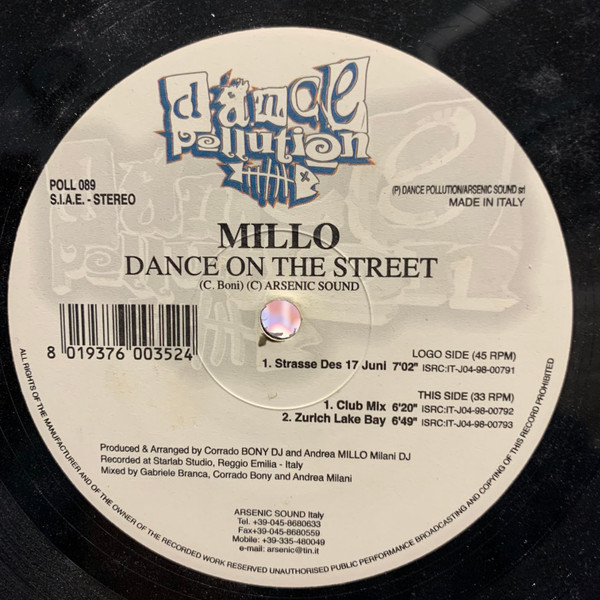 dance
pollution
POLL 089
S.I.A.E. - STEREO
(P) DANCE POLLUTION/ARSENIC SOUND srl
MADE IN ITALY
MILLO
DANCE ON THE STREET
(C. Boni) (C) ARSENIC SOUND
8 019376 003524
LOGO SIDE (45 RPM)
1. Strasse Des 17 Juni 7'02" ISRC:IT-J04-98-00791
THIS SIDE (33 RPM)
1. Club Mix 6'20" ISRC:IT-J04-98-00792
2. Zurich Lake Bay 6'49" ISRC:IT-J04-98-00793
Produced & Arranged by Corrado BONY DJ and Andrea MILLO Milani DJ
Recorded at Starlab Studio, Reggio Emilia - Italy
Mixed by Gabriele Branca, Corrado Bony and Andrea Milani
ARSENIC SOUND Italy
Tel. +39-045-8680633
Fax+39-045-8680559
Mobile: +39-335-480049
e-mail: arsenic@tin.it
ALL RIGHTS OF THE MANUFACTURER AND OF THE OWNER OF THE RECORDED WORK RESERVED UNAUTHORISED PUBLIC PERFORMANCE BROADCASTING AND COPYING OF THIS RECORD PROHIBITED